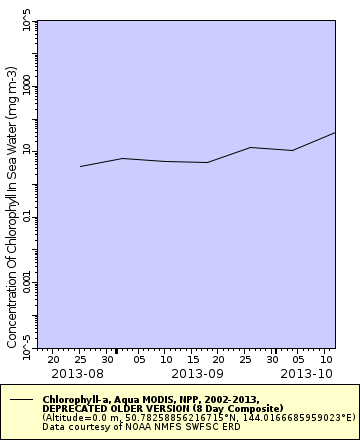 10^5
1000
10
0.1
0.001
10^-5
Concentration Of Chlorophyll In Sea Water (mg m-3)
20 25 30 05 10 15 20 25 30 05 10
2013-08 2013-09 2013-10
Chlorophyll-a, Aqua MODIS, NPP, 2002-2013,
DEPRECATED OLDER VERSION (8 Day Composite)
(Altitude=0.0 m, 50.78258856216715°N, 144.0166685959023°E)
Data courtesy of NOAA NMFS SWFSC ERD